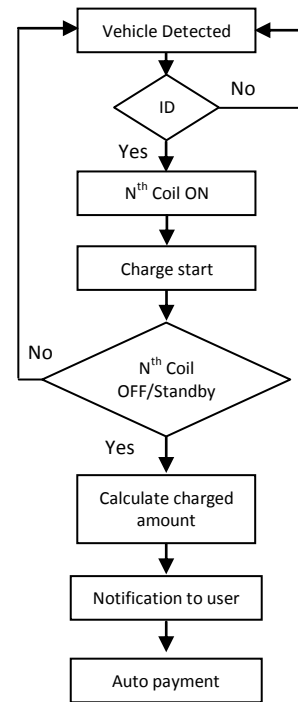 Vehicle Detected
No
ID
Yes
Nth Coil ON
Charge start
No
Nth Coil
OFF/Standby
Yes
Calculate charged
amount
Notification to user
Auto payment